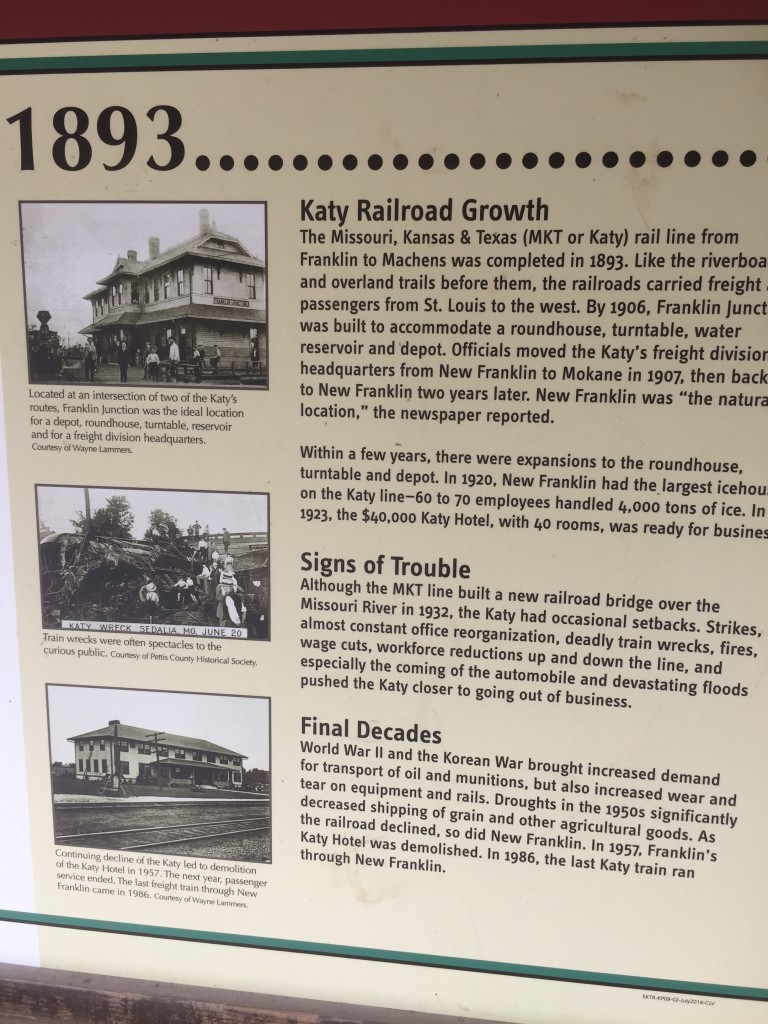 1893
Katy Railroad Growth
The Missouri, Kansas & Texas (MKT or Katy) rail line from
Franklin to Machens was completed in 1893. Like the riverboa
and overland trails before them, the railroads carried freight
passengers from St. Louis to the west. By 1906, Franklin Junct
was built to accommodate a roundhouse, turntable, water
reservoir and depot. Officials moved the Katy's freight division
headquarters from New Franklin to Mokane in 1907, then back
to New Franklin two years later. New Franklin was “the natura
location,” the newspaper reported.
Within a few years, there were expansions to the roundhouse,
turntable and depot. In 1920, New Franklin had the largest icehou
on the Katy line—60 to 70 employees handled 4,000 tons of ice. In
1923, the $40,000 Katy Hotel, with 40 rooms, was ready for busines
Signs of Trouble
Although the MKT line built a new railroad bridge over the
Missouri River in 1932, the Katy had occasional setbacks. Strikes,
almost constant office reorganization, deadly train wrecks, fires,
wage cuts, workforce reductions up and down the line, and
especially the coming of the automobile and devastating floods
pushed the Katy closer to going out of business.
Final Decades
World War II and the Korean War brought increased demand
for transport of oil and munitions, but also increased wear and
tear on equipment and rails. Droughts in the 1950s significantly
decreased shipping of grain and other agricultural goods. As
the railroad declined, so did New Franklin. In 1957, Franklin's
Katy Hotel was demolished. In 1986, the last Katy train ran
through New Franklin.
FRANKLIN JUNCTION
Located at an intersection of two of the Katy's
routes, Franklin Junction was the ideal location
for a depot, roundhouse, turntable, reservoir
and for a freight division headquarters.
Courtesy of Wayne Lammers.
KATY WRECK SEDALIA, MO. JUNE 20
Train wrecks were often spectacles to the
curious public. Courtesy of Pettis County Historical Society.
Continuing decline of the Katy led to demolition
of the Katy Hotel in 1957. The next year, passenger
service ended. The last freight train through New
Franklin came in 1986. Courtesy of Wayne Lammers.
SKTR-KP09-02-July2014-CLV